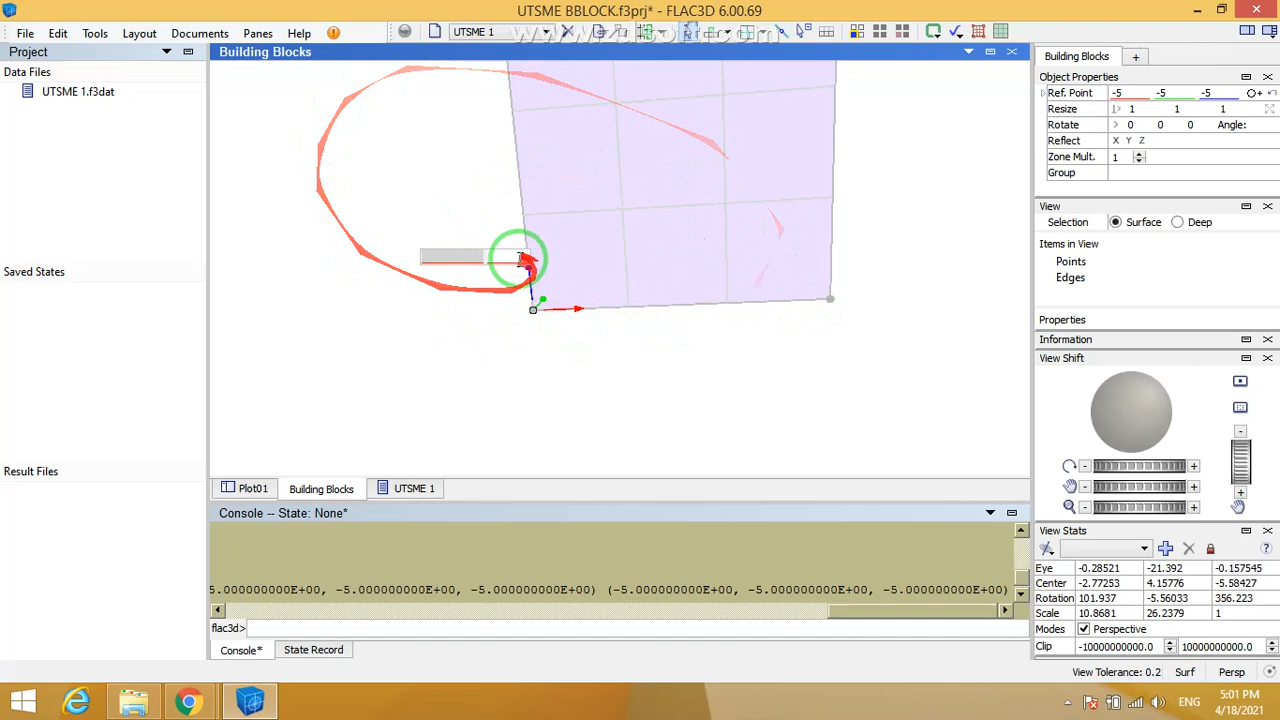 UTSME BBLOCK.f3prj* - FLAC3D 6.00.69
File Edit Tools Layout Documents Panes Help
UTSME 1
Project
Data Files
UTSME 1.f3dat
Saved States
Result Files
Building Blocks
Plot01
Building Blocks
UTSME 1
Console -- State: None*
5.000000000E+00, -5.000000000E+00, -5.000000000E+00) (-5.000000000E+00, -5.000000000E+00, -5.000000000E+00)
flac3d>
Console*
State Record
Building Blocks
Object Properties
Ref. Point -5 -5 -5
Resize 1 1 1
Rotate 0 0 0 Angle:
Reflect X Y Z
Zone Mult. 1
Group
View
Selection Surface Deep
Items in View
Points
Edges
Properties
Information
View Shift
View Stats
Eye -0.28521 -21.392 -0.157545
Center -2.77253 4.15776 -5.58427
Rotation 101.937 -5.56033 356.223
Scale 10.8681 26.2379 1
Modes Perspective
Clip -10000000000.0 10000000000.0
View Tolerance: 0.2 Surf Persp
ENG
5:01 PM
4/18/2021